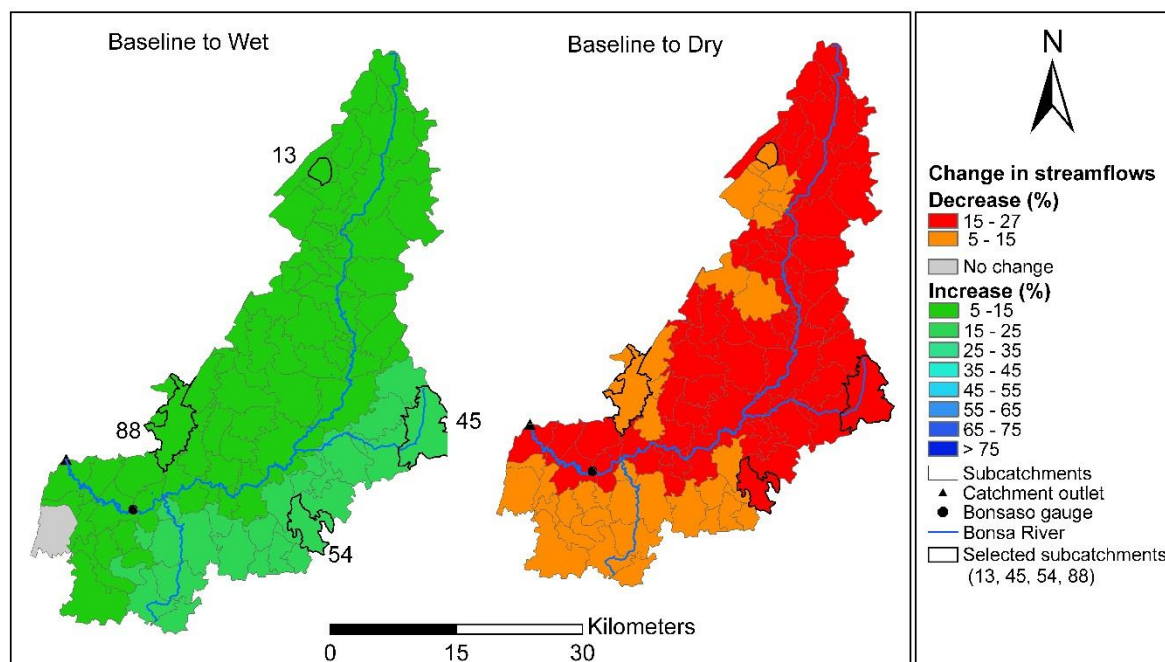 Baseline to Wet
13
88
45
54
Baseline to Dry
Kilometers
0 15 30
N
Change in streamflows
Decrease (%)
15 - 27
5 - 15
No change
Increase (%)
5 -15
15 - 25
25 - 35
35 - 45
45 - 55
55 - 65
65 - 75
> 75
Subcatchments
Catchment outlet
Bonsaso gauge
Bonsa River
Selected subcatchments
(13, 45, 54, 88)